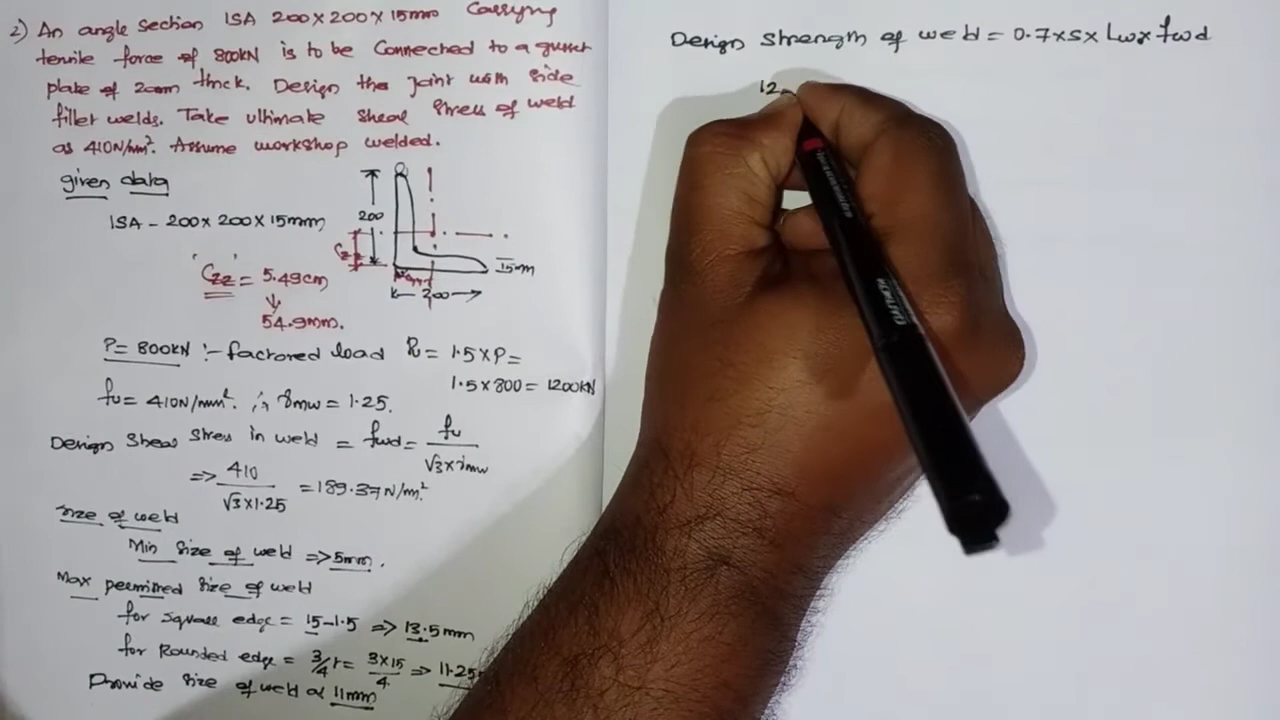 2) An angle section ISA 200×200×15mm Carrying
tensile force of 800kN is to be Connected to a gusset
plate of 20mm thick. Design the joint with side
fillet welds. Take ultimate shear stress of weld
as 410N/mm². Assume workshop welded.
given data
ISA - 200×200×15mm
200
Czz
15mm
200
'Czz' = 5.49cm
54.9mm.
P = 800kN :- factored load Pu = 1.5×P =
1.5×800 = 1200kN
fu = 410N/mm². ∴ γmw = 1.25.
Design Shear Stress in weld = fwd = fu/√3×γmw
=> 410/√3×1.25 = 189.37N/m².
Size of weld
Min size of weld => 5mm.
Max permitted size of weld
for square edge = 15-1.5 => 13.5mm
for Rounded edge = 3/4 t = 3×15/4 => 11.25
Provide size of weld as 11mm
Design strength of weld = 0.7×s×Lw×fwd
12